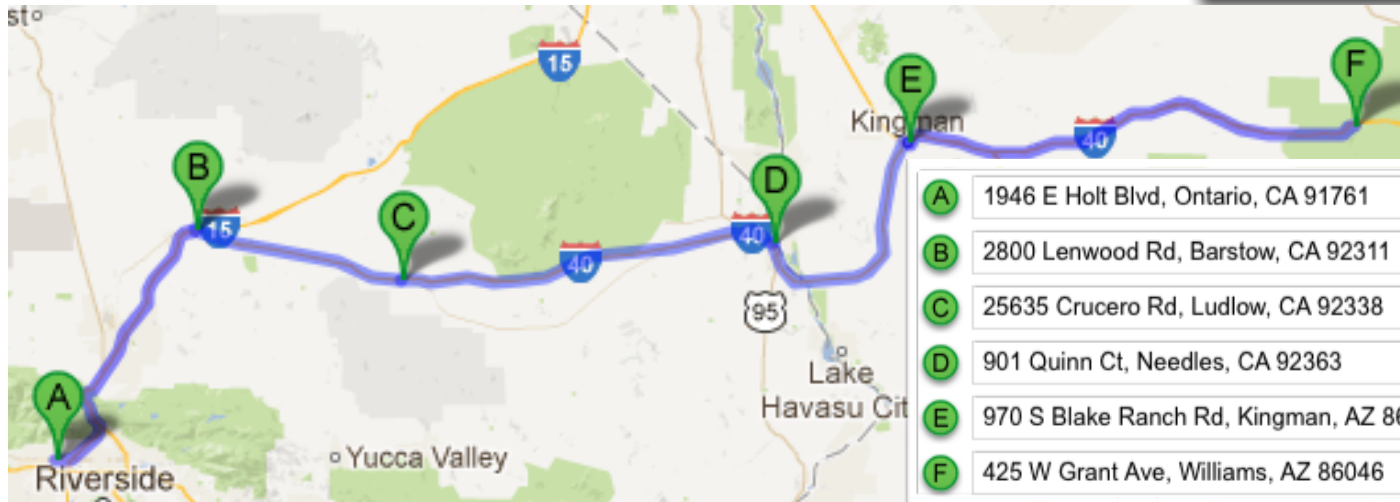 st
15
F
E
Kingman
40
B
D
C
15
40
40
95
A
Lake
Havasu Cit
Yucca Valley
Riverside
A 1946 E Holt Blvd, Ontario, CA 91761
B 2800 Lenwood Rd, Barstow, CA 92311
C 25635 Crucero Rd, Ludlow, CA 92338
D 901 Quinn Ct, Needles, CA 92363
E 970 S Blake Ranch Rd, Kingman, AZ 86
F 425 W Grant Ave, Williams, AZ 86046